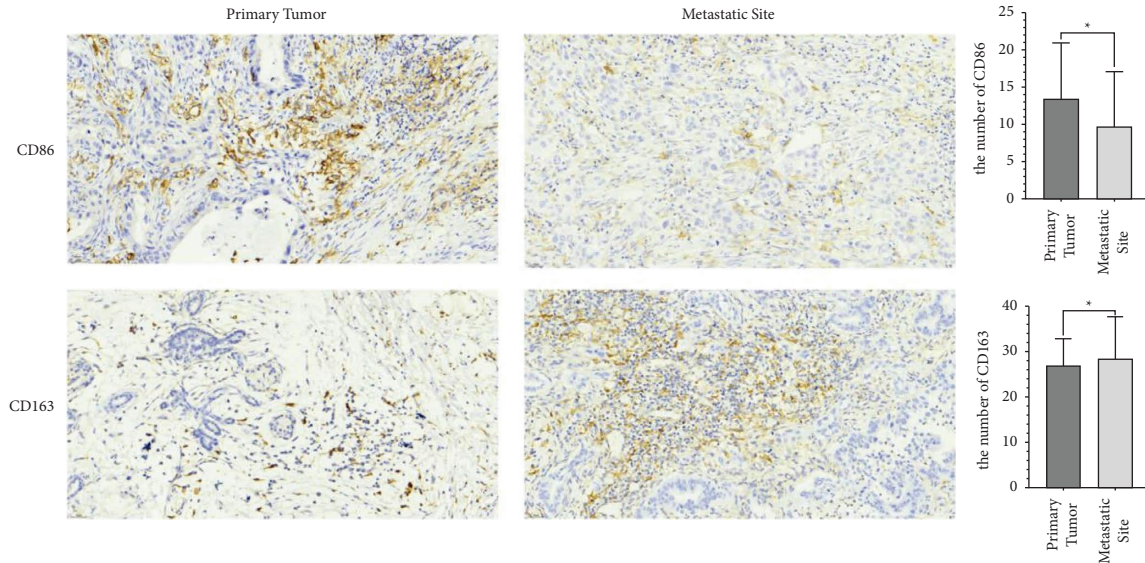 Primary Tumor
Metastatic Site
CD86
CD163
the number of CD86
25
20
15
10
5
0
*
Primary
Tumor
Metastatic
Site
the number of CD163
40
30
20
10
0
*
Primary
Tumor
Metastatic
Site